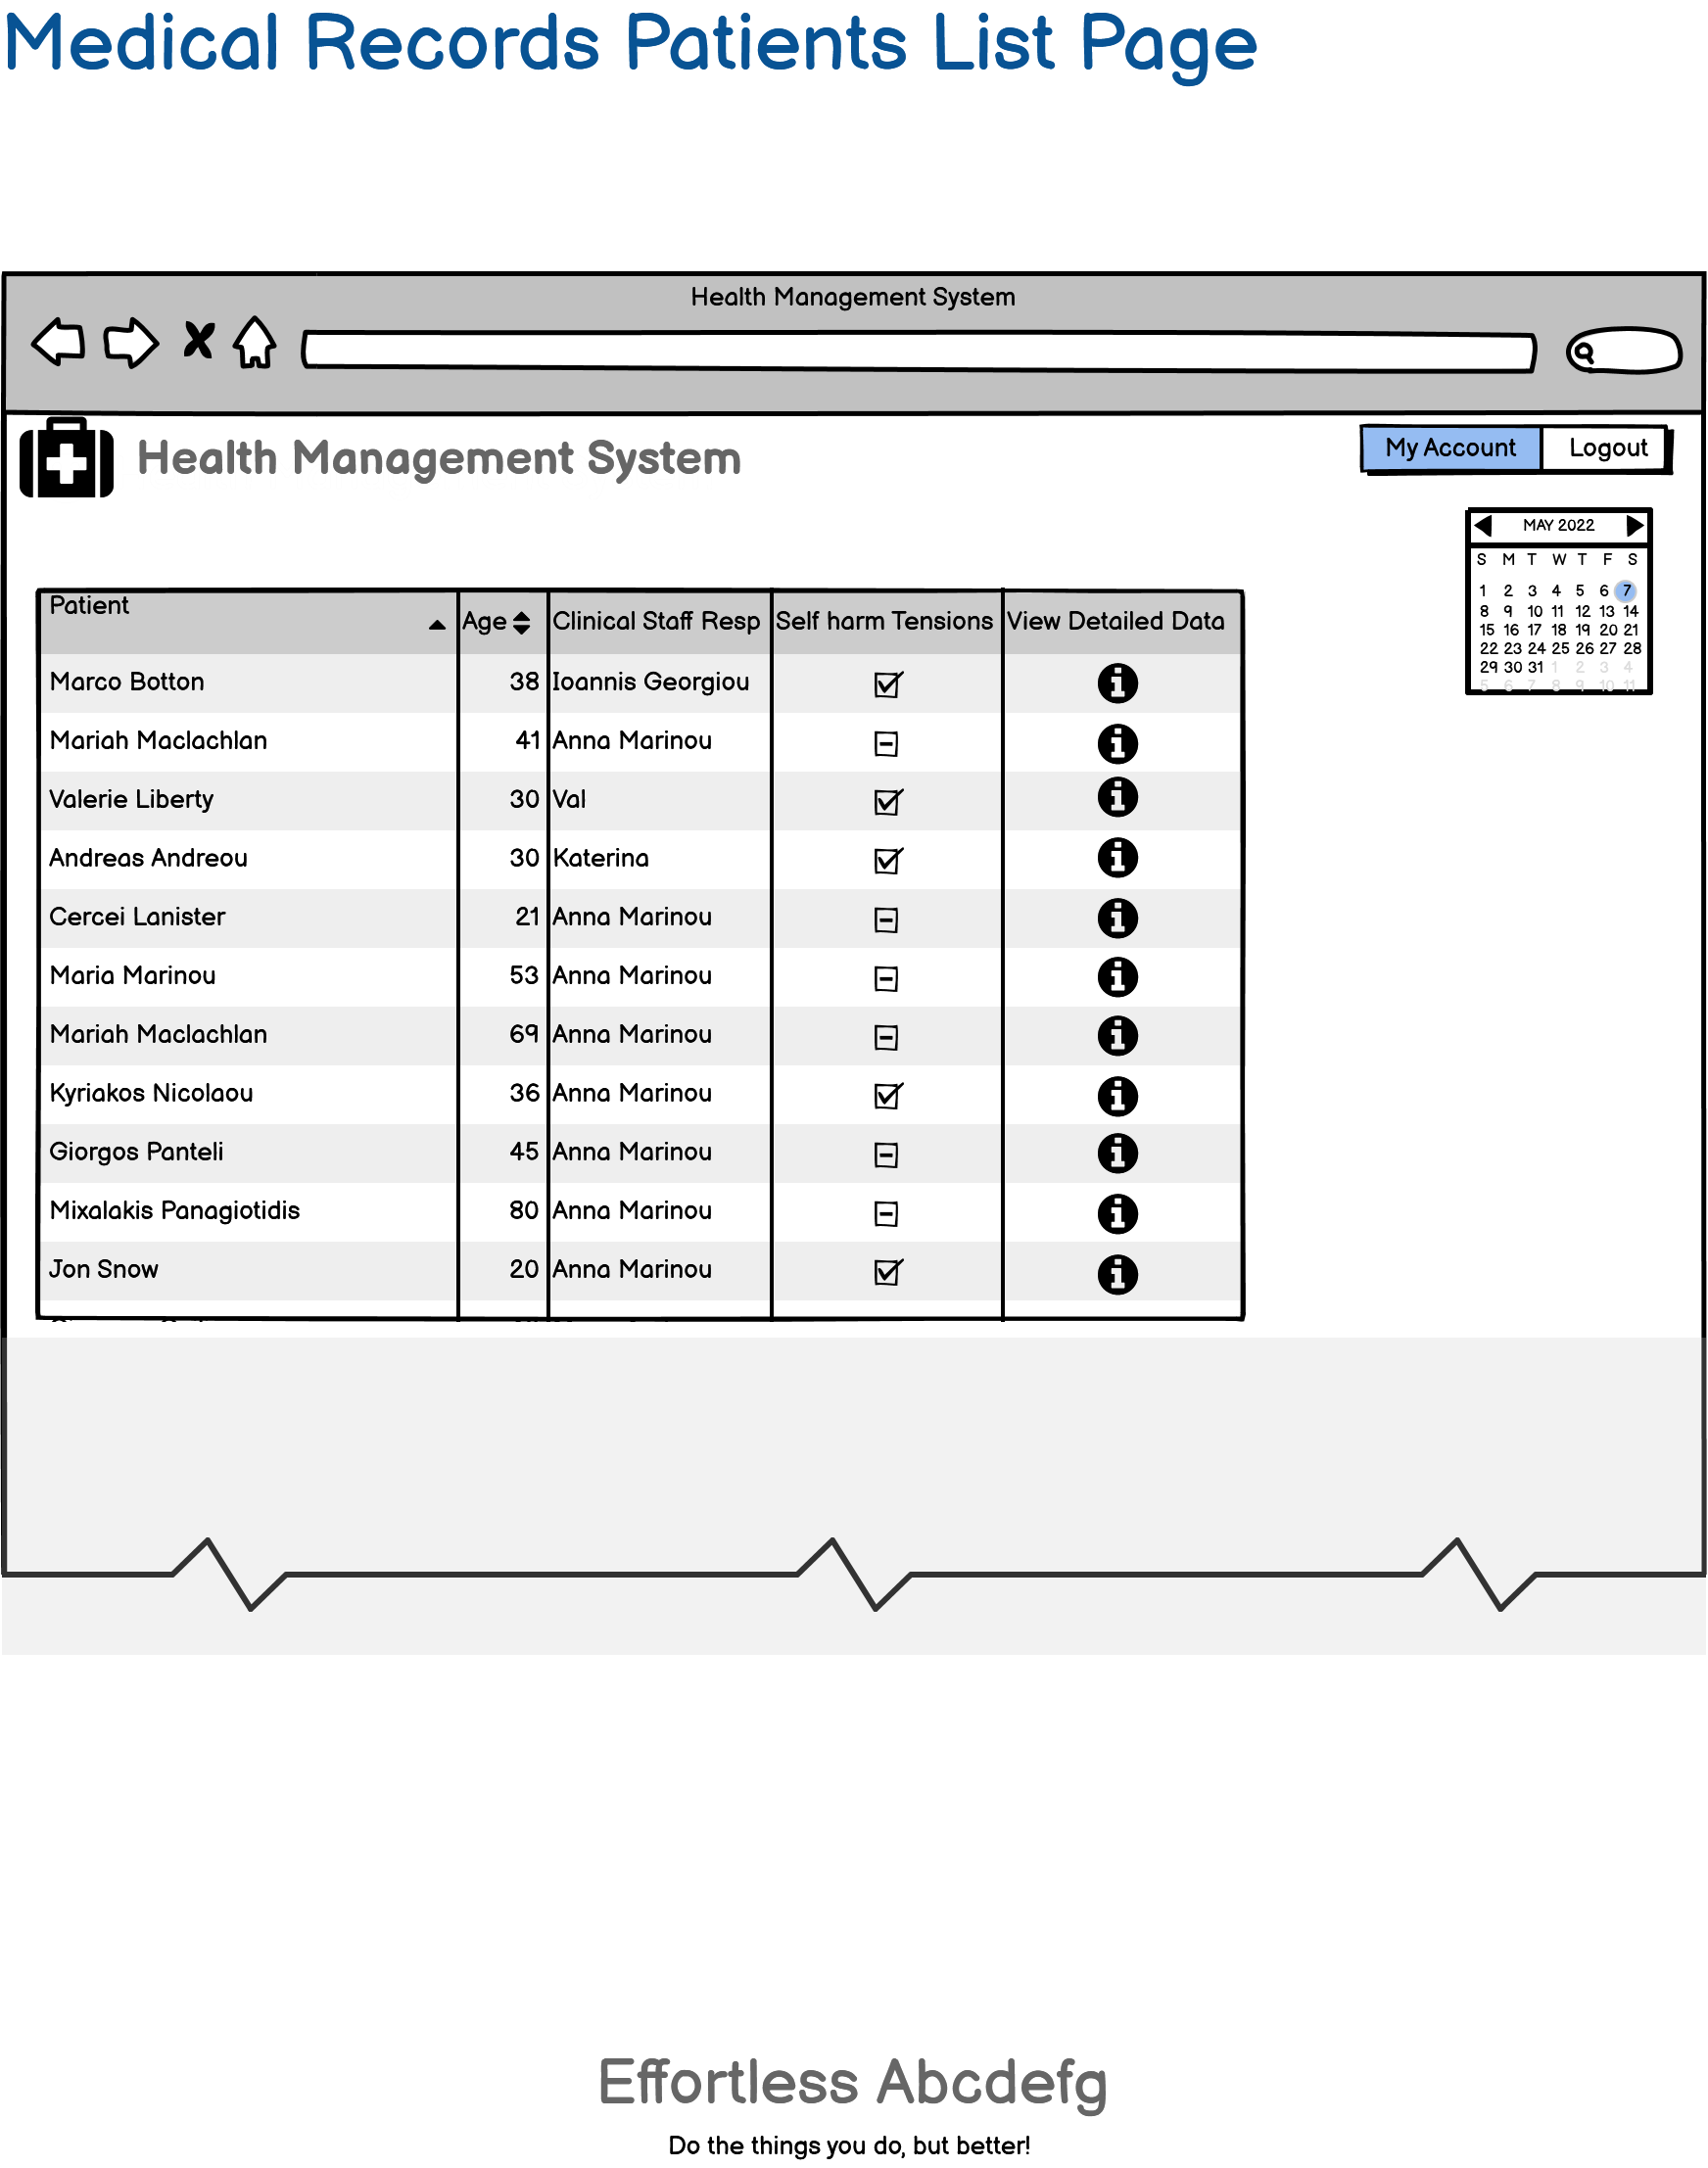 Medical Records Patients List Page
Health Management System
Health Management System
My Account Logout
MAY 2022
S M T W T F S
1 2 3 4 5 6 7
8 9 10 11 12 13 14
15 16 17 18 19 20 21
22 23 24 25 26 27 28
29 30 31 1 2 3 4
5 6 7 8 9 10 11
Patient Age Clinical Staff Resp Self harm Tensions View Detailed Data
Marco Botton 38 Ioannis Georgiou
Mariah Maclachlan 41 Anna Marinou
Valerie Liberty 30 Val
Andreas Andreou 30 Katerina
Cercei Lanister 21 Anna Marinou
Maria Marinou 53 Anna Marinou
Mariah Maclachlan 69 Anna Marinou
Kyriakos Nicolaou 36 Anna Marinou
Giorgos Panteli 45 Anna Marinou
Mixalakis Panagiotidis 80 Anna Marinou
Jon Snow 20 Anna Marinou
Effortless Abcdefg
Do the things you do, but better!